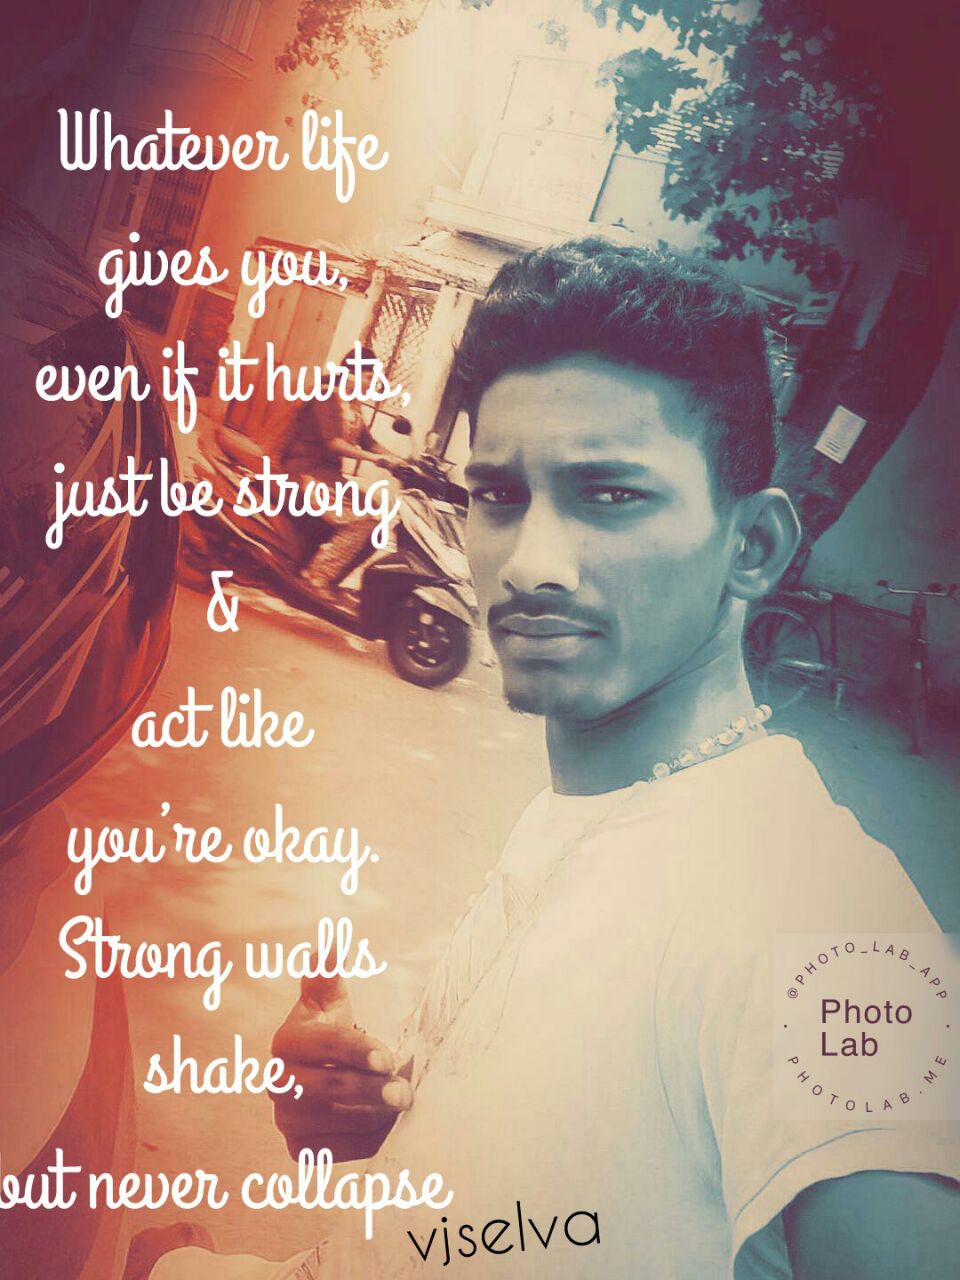 Whatever life
gives you,
even if it hurts,
just be strong
&
act like
you're okay.
Strong walls
shake,
but never collapse
vjselva
@PHOTO_LAB_APP
Photo
Lab
PHOTOLAB.ME